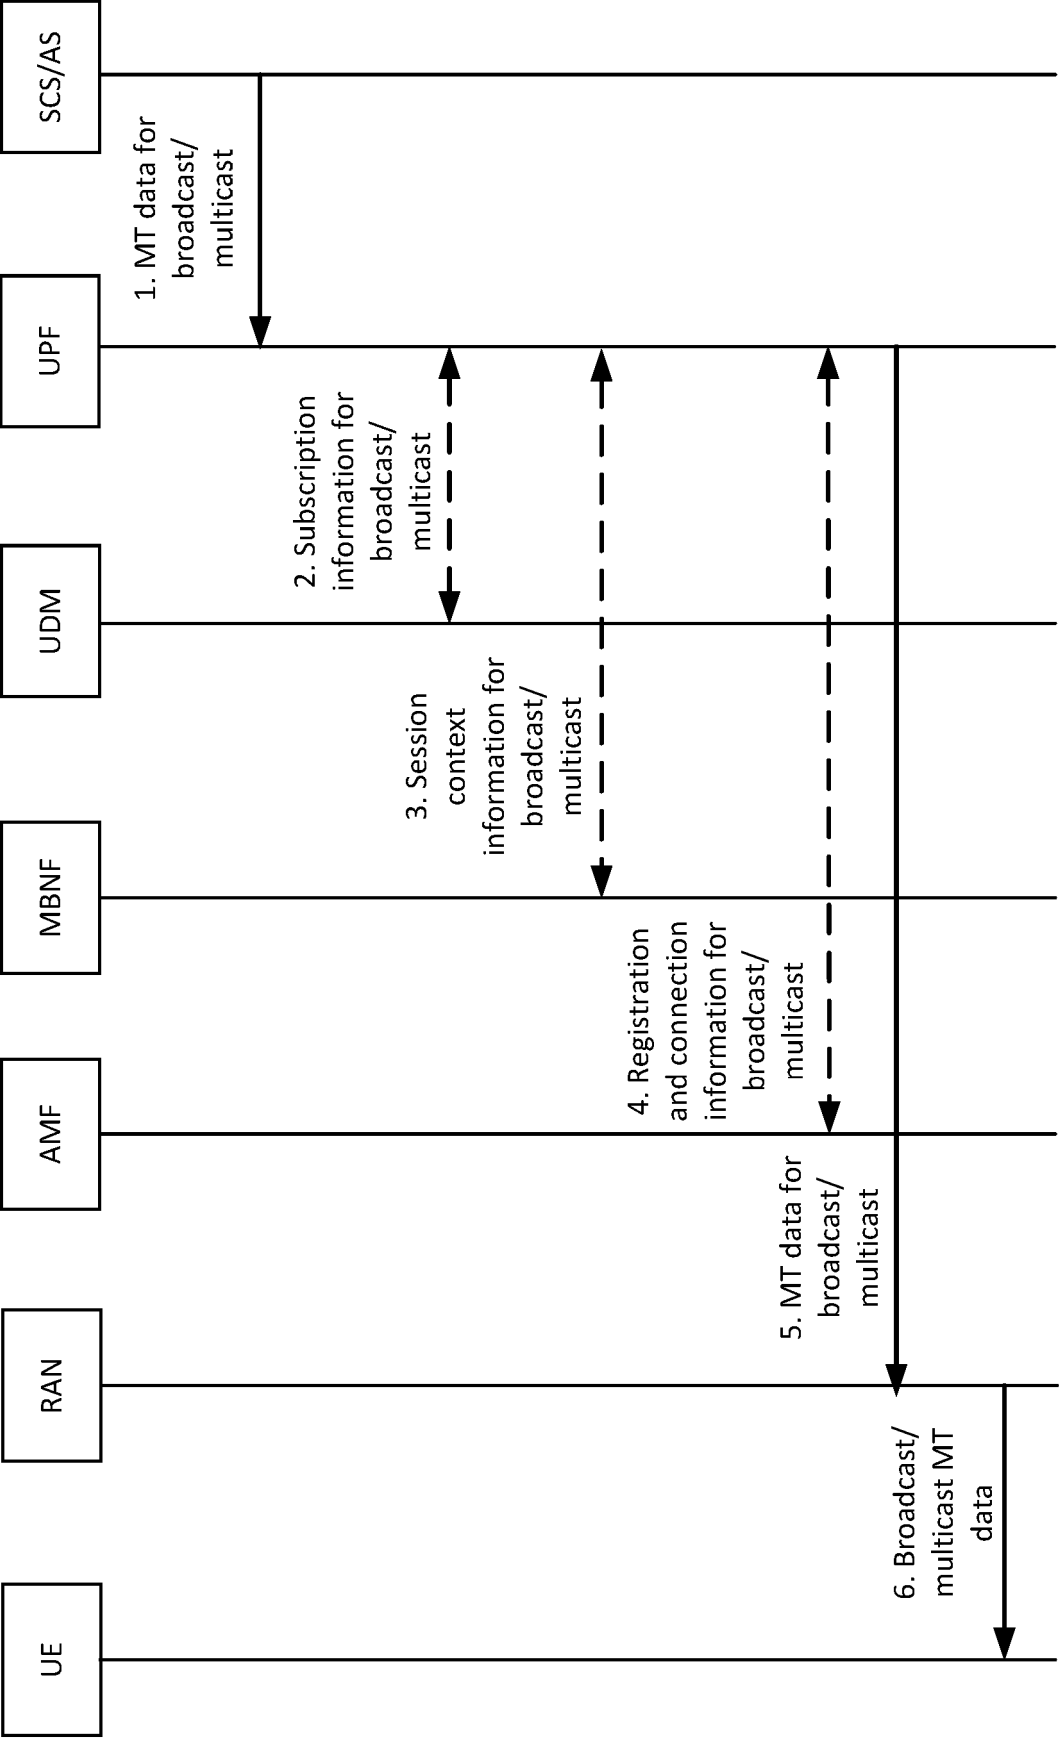 UE
RAN
AMF
MBNF
UDM
UPF
SCS/AS
1. MT data for
broadcast/
multicast
2. Subscription
information for
broadcast/
multicast
3. Session
context
information for
broadcast/
multicast
4. Registration
and connection
information for
broadcast/
multicast
5. MT data for
broadcast/
multicast
6. Broadcast/
multicast MT
data